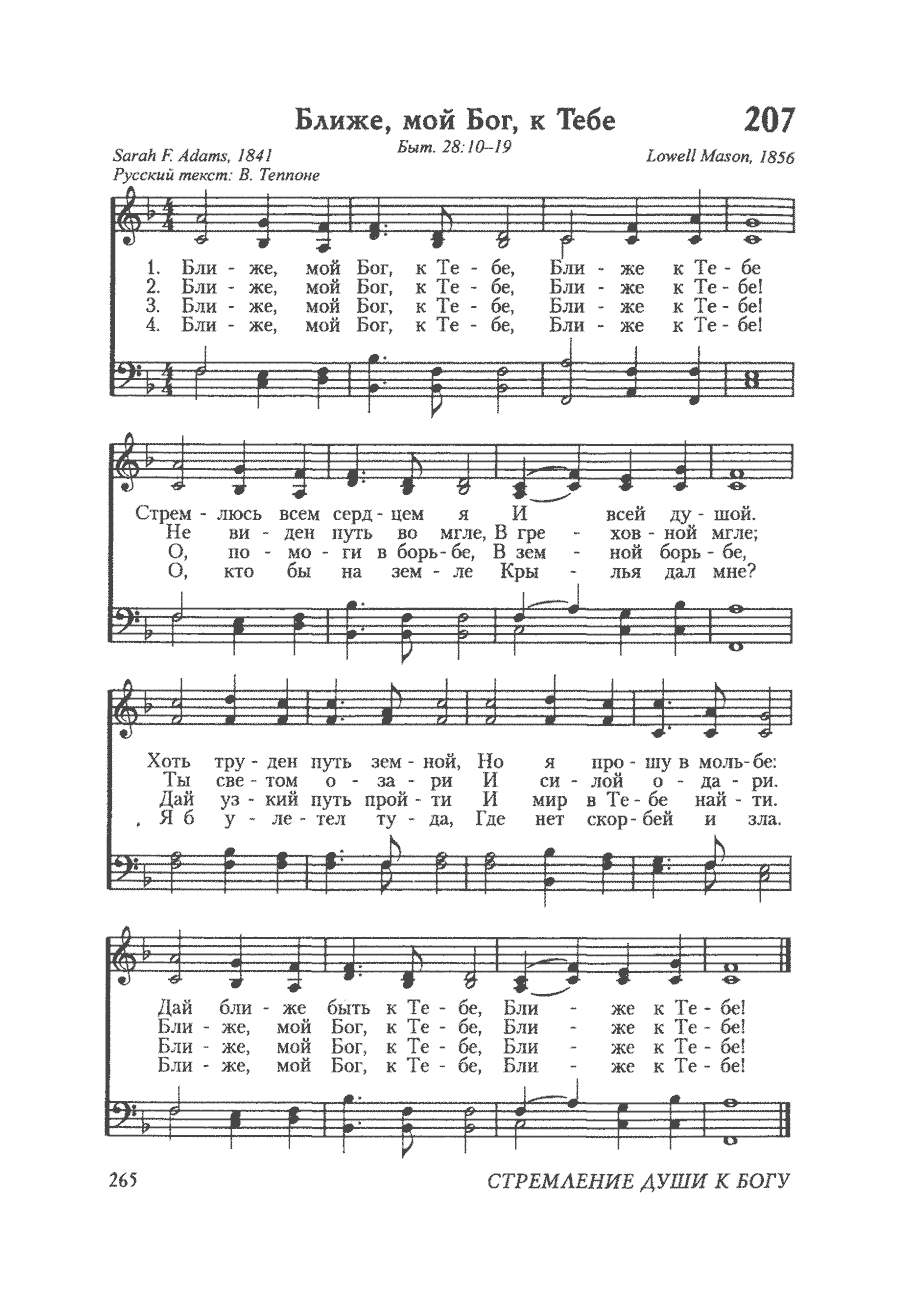 Ближе, мой Бог, к Тебе 207
Быт. 28:10–19
Sarah F. Adams, 1841 Lowell Mason, 1856
Русский текст: В. Теппоне
1. Бли - же, мой Бог, к Те - бе, Бли - же к Те - бе
2. Бли - же, мой Бог, к Те - бе, Бли - же к Те - бе!
3. Бли - же, мой Бог, к Те - бе, Бли - же к Те - бе!
4. Бли - же, мой Бог, к Те - бе, Бли - же к Те - бе!
Стрем - люсь всем серд - цем я И всей ду - шой.
Не ви - ден путь во мгле, В гре - хов - ной мгле;
О, по - мо - ги в борь - бе, В зем - ной борь - бе,
О, кто бы на зем - ле Кры - лья дал мне?
Хоть тру - ден путь зем - ной, Но я про - шу в моль - бе:
Ты све - том о - за - ри И си - лой о - да - ри.
Дай уз - кий путь прой - ти И мир в Те - бе най - ти.
Я б у - ле - тел ту - да, Где нет скор - бей и зла.
Дай бли - же быть к Те - бе, Бли - же к Те - бе!
Бли - же, мой Бог, к Те - бе, Бли - же к Те - бе!
Бли - же, мой Бог, к Те - бе, Бли - же к Те - бе!
Бли - же, мой Бог, к Те - бе, Бли - же к Те - бе!
265 СТРЕМЛЕНИЕ ДУШИ К БОГУ